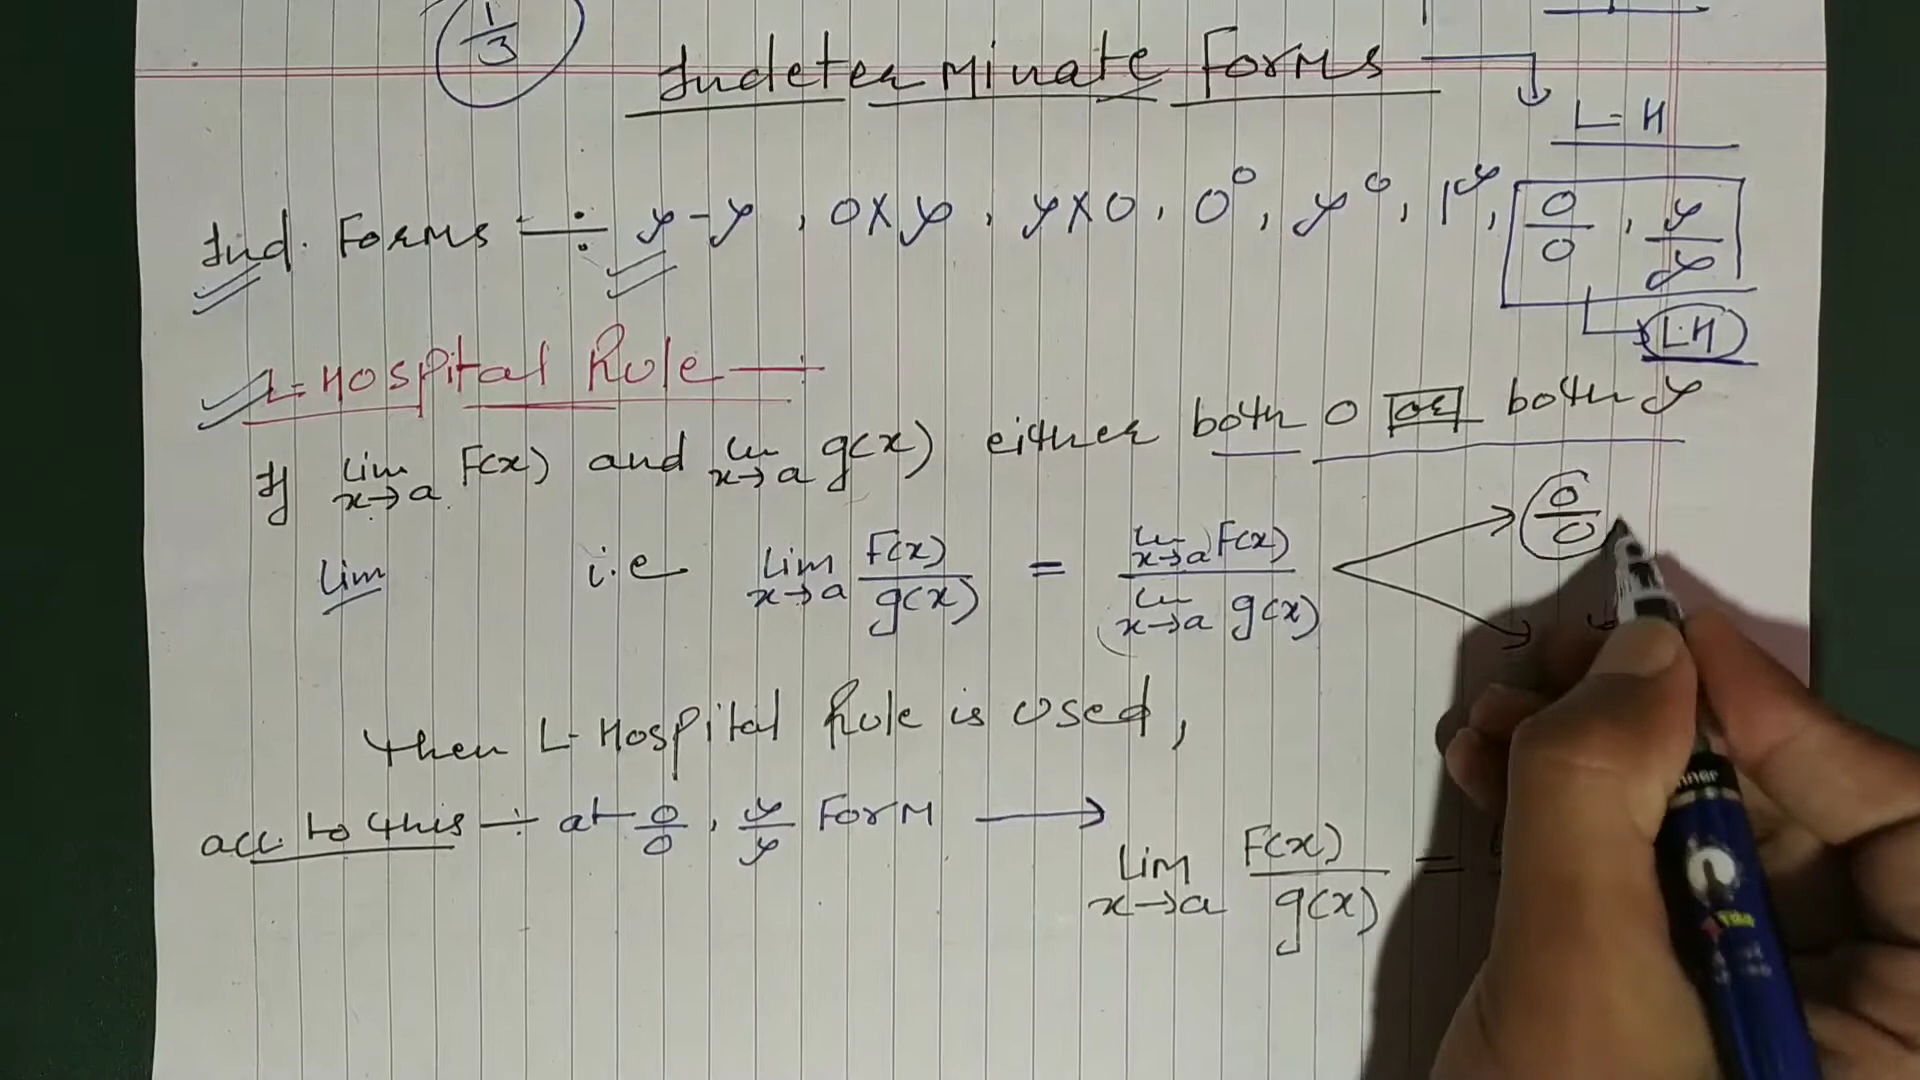 1/3
Indeterminate Forms
L-H
Ind. Forms ÷ ∞-∞, 0×∞, ∞×0, 0⁰, ∞⁰, 1^∞, 0/0, ∞/∞
L.H
L-Hospital Rule
If lim x→a F(x) and lim x→a g(x) either both 0 or both ∞
0/0
Lim i.e Lim x→a F(x)/g(x) = lim x→a F(x) / lim x→a g(x)
then L-Hospital Rule is used,
acc. to this ÷ at 0/0, ∞/∞ Form →
Lim x→a F(x)/g(x) =